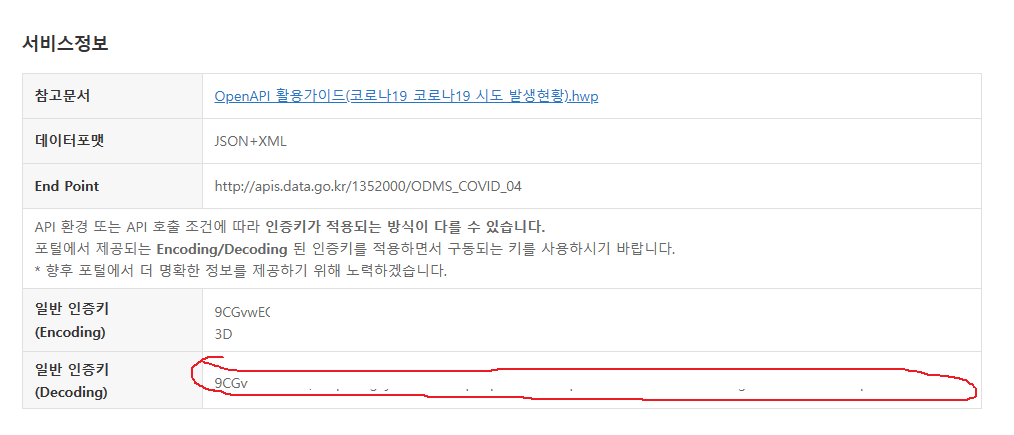 서비스정보
참고문서 OpenAPI 활용가이드(코로나19 코로나19 시도 발생현황).hwp
데이터포맷 JSON+XML
End Point http://apis.data.go.kr/1352000/ODMS_COVID_04
API 환경 또는 API 호출 조건에 따라 인증키가 적용되는 방식이 다를 수 있습니다.
포털에서 제공되는 Encoding/Decoding 된 인증키를 적용하면서 구동되는 키를 사용하시기 바랍니다.
* 향후 포털에서 더 명확한 정보를 제공하기 위해 노력하겠습니다.
일반 인증키
(Encoding)
9CGvwE
3D
일반 인증키
(Decoding)
9CGv